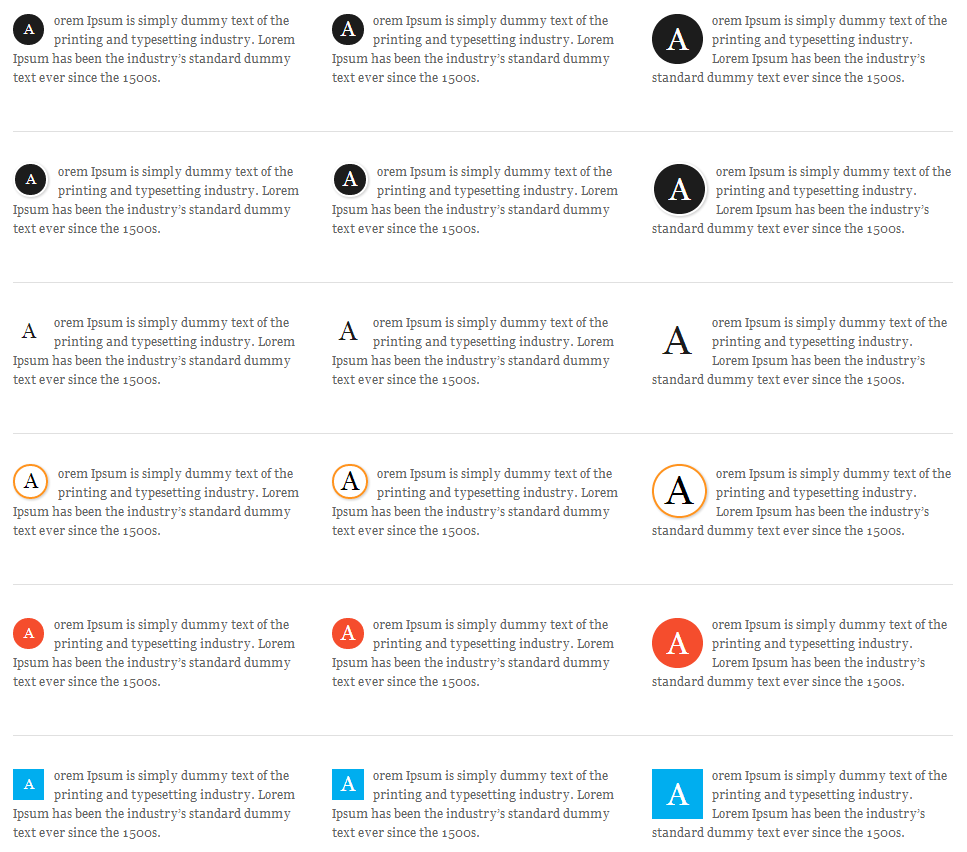 A orem Ipsum is simply dummy text of the
printing and typesetting industry. Lorem
Ipsum has been the industry's standard dummy
text ever since the 1500s.
A orem Ipsum is simply dummy text of the
printing and typesetting industry. Lorem
Ipsum has been the industry's standard dummy
text ever since the 1500s.
A orem Ipsum is simply dummy text of the
printing and typesetting industry.
Lorem Ipsum has been the industry's
standard dummy text ever since the 1500s.
A orem Ipsum is simply dummy text of the
printing and typesetting industry. Lorem
Ipsum has been the industry's standard dummy
text ever since the 1500s.
A orem Ipsum is simply dummy text of the
printing and typesetting industry. Lorem
Ipsum has been the industry's standard dummy
text ever since the 1500s.
A orem Ipsum is simply dummy text of the
printing and typesetting industry.
Lorem Ipsum has been the industry's
standard dummy text ever since the 1500s.
A orem Ipsum is simply dummy text of the
printing and typesetting industry. Lorem
Ipsum has been the industry's standard dummy
text ever since the 1500s.
A orem Ipsum is simply dummy text of the
printing and typesetting industry. Lorem
Ipsum has been the industry's standard dummy
text ever since the 1500s.
A orem Ipsum is simply dummy text of the
printing and typesetting industry.
Lorem Ipsum has been the industry's
standard dummy text ever since the 1500s.
A orem Ipsum is simply dummy text of the
printing and typesetting industry. Lorem
Ipsum has been the industry's standard dummy
text ever since the 1500s.
A orem Ipsum is simply dummy text of the
printing and typesetting industry. Lorem
Ipsum has been the industry's standard dummy
text ever since the 1500s.
A orem Ipsum is simply dummy text of the
printing and typesetting industry.
Lorem Ipsum has been the industry's
standard dummy text ever since the 1500s.
A orem Ipsum is simply dummy text of the
printing and typesetting industry. Lorem
Ipsum has been the industry's standard dummy
text ever since the 1500s.
A orem Ipsum is simply dummy text of the
printing and typesetting industry. Lorem
Ipsum has been the industry's standard dummy
text ever since the 1500s.
A orem Ipsum is simply dummy text of the
printing and typesetting industry.
Lorem Ipsum has been the industry's
standard dummy text ever since the 1500s.
A orem Ipsum is simply dummy text of the
printing and typesetting industry. Lorem
Ipsum has been the industry's standard dummy
text ever since the 1500s.
A orem Ipsum is simply dummy text of the
printing and typesetting industry. Lorem
Ipsum has been the industry's standard dummy
text ever since the 1500s.
A orem Ipsum is simply dummy text of the
printing and typesetting industry.
Lorem Ipsum has been the industry's
standard dummy text ever since the 1500s.